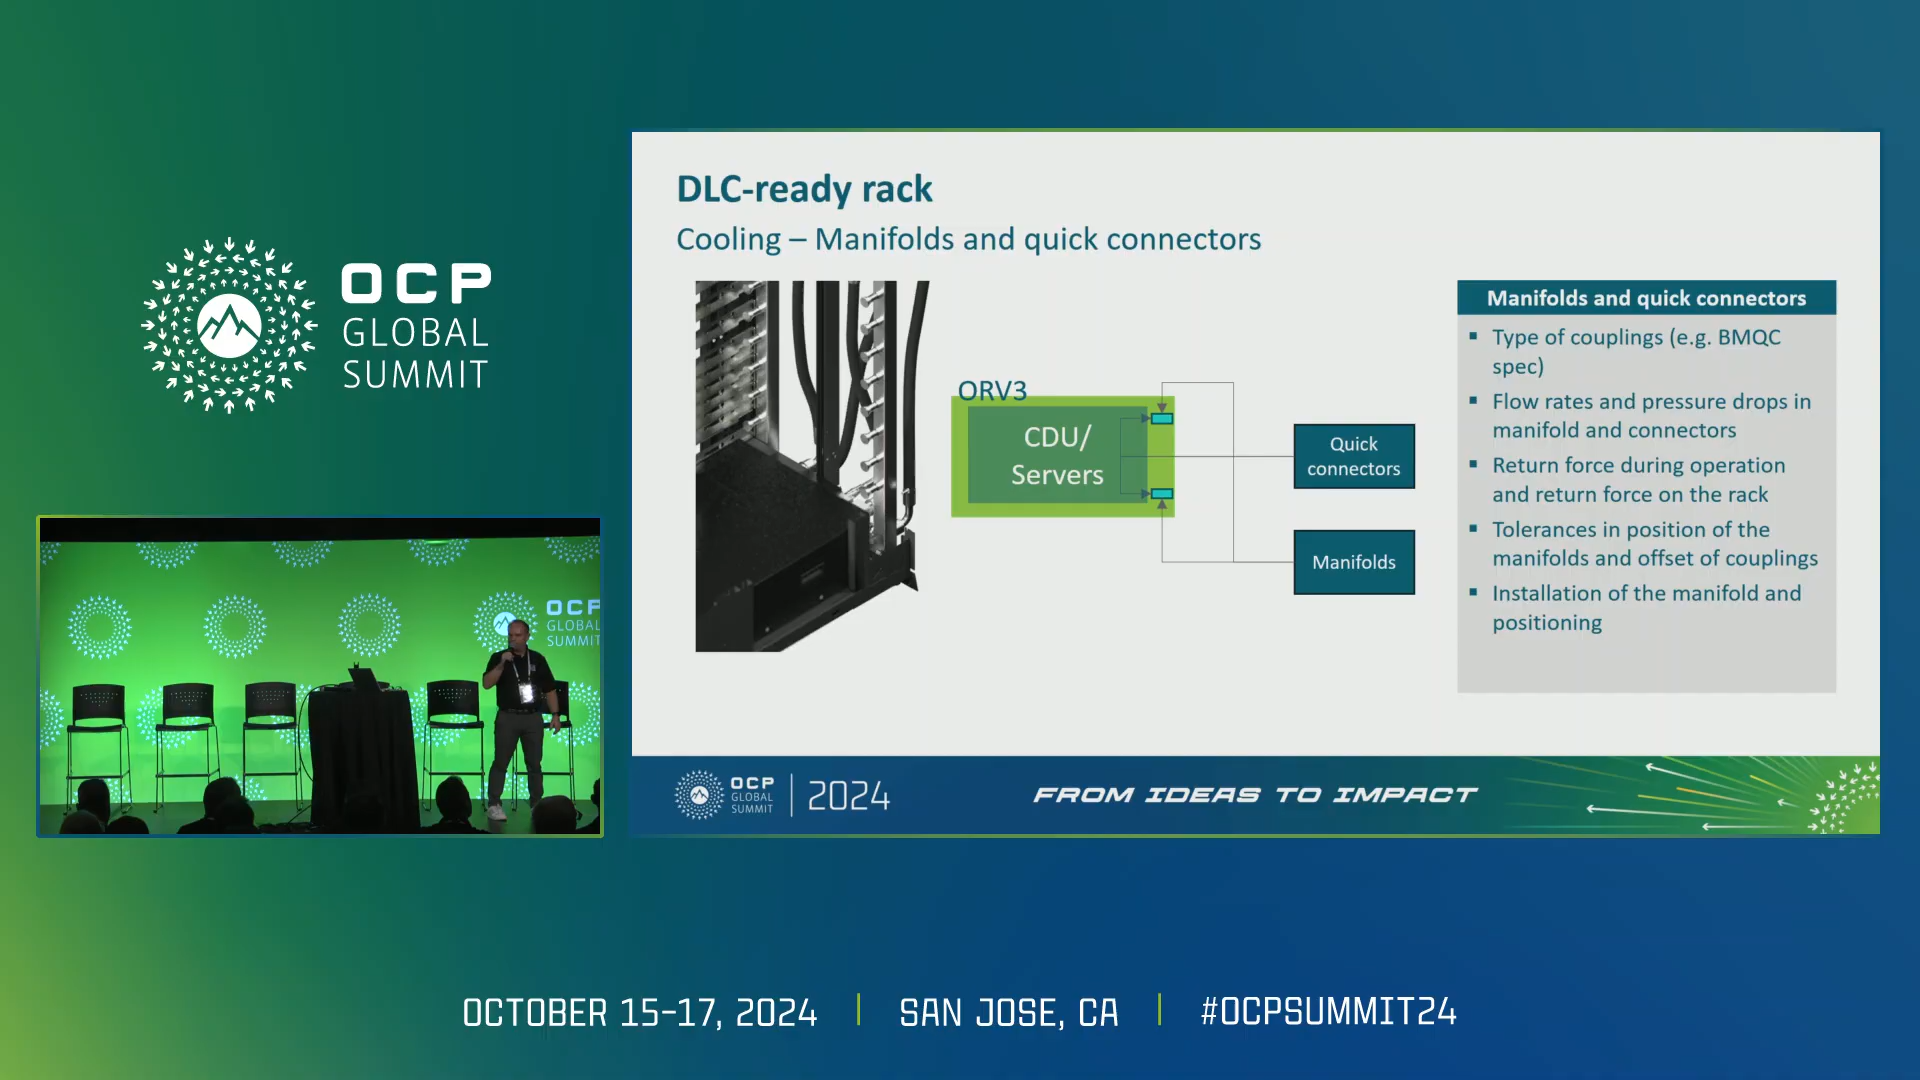 OCP
GLOBAL
SUMMIT
DLC-ready rack
Cooling – Manifolds and quick connectors
ORV3
CDU/
Servers
Quick
connectors
Manifolds
Manifolds and quick connectors
▪ Type of couplings (e.g. BMQC
spec)
▪ Flow rates and pressure drops in
manifold and connectors
▪ Return force during operation
and return force on the rack
▪ Tolerances in position of the
manifolds and offset of couplings
▪ Installation of the manifold and
positioning
OCP
GLOBAL
SUMMIT
OCP
GLOBAL
SUMMIT
2024
FROM IDEAS TO IMPACT
OCTOBER 15-17, 2024
SAN JOSE, CA
#OCPSUMMIT24